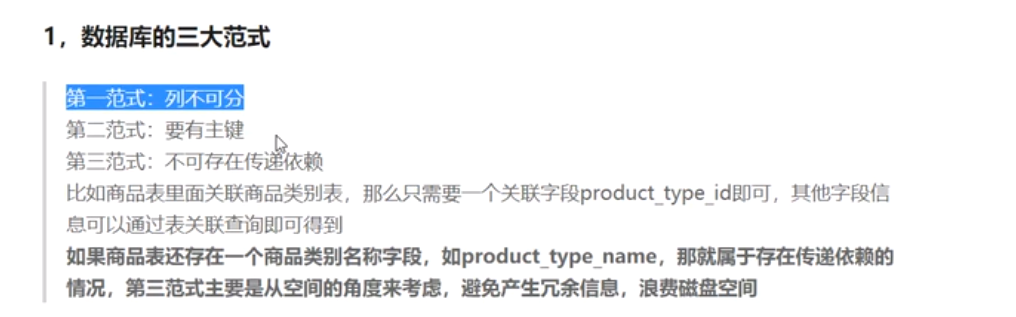 1，数据库的三大范式
第一范式：列不可分
第二范式：要有主键
第三范式：不可存在传递依赖
比如商品表里面关联商品类别表，那么只需要一个关联字段product_type_id即可，其他字段信
息可以通过表关联查询即可得到
如果商品表还存在一个商品类别名称字段，如product_type_name，那就属于存在传递依赖的
情况，第三范式主要是从空间的角度来考虑，避免产生冗余信息，浪费磁盘空间